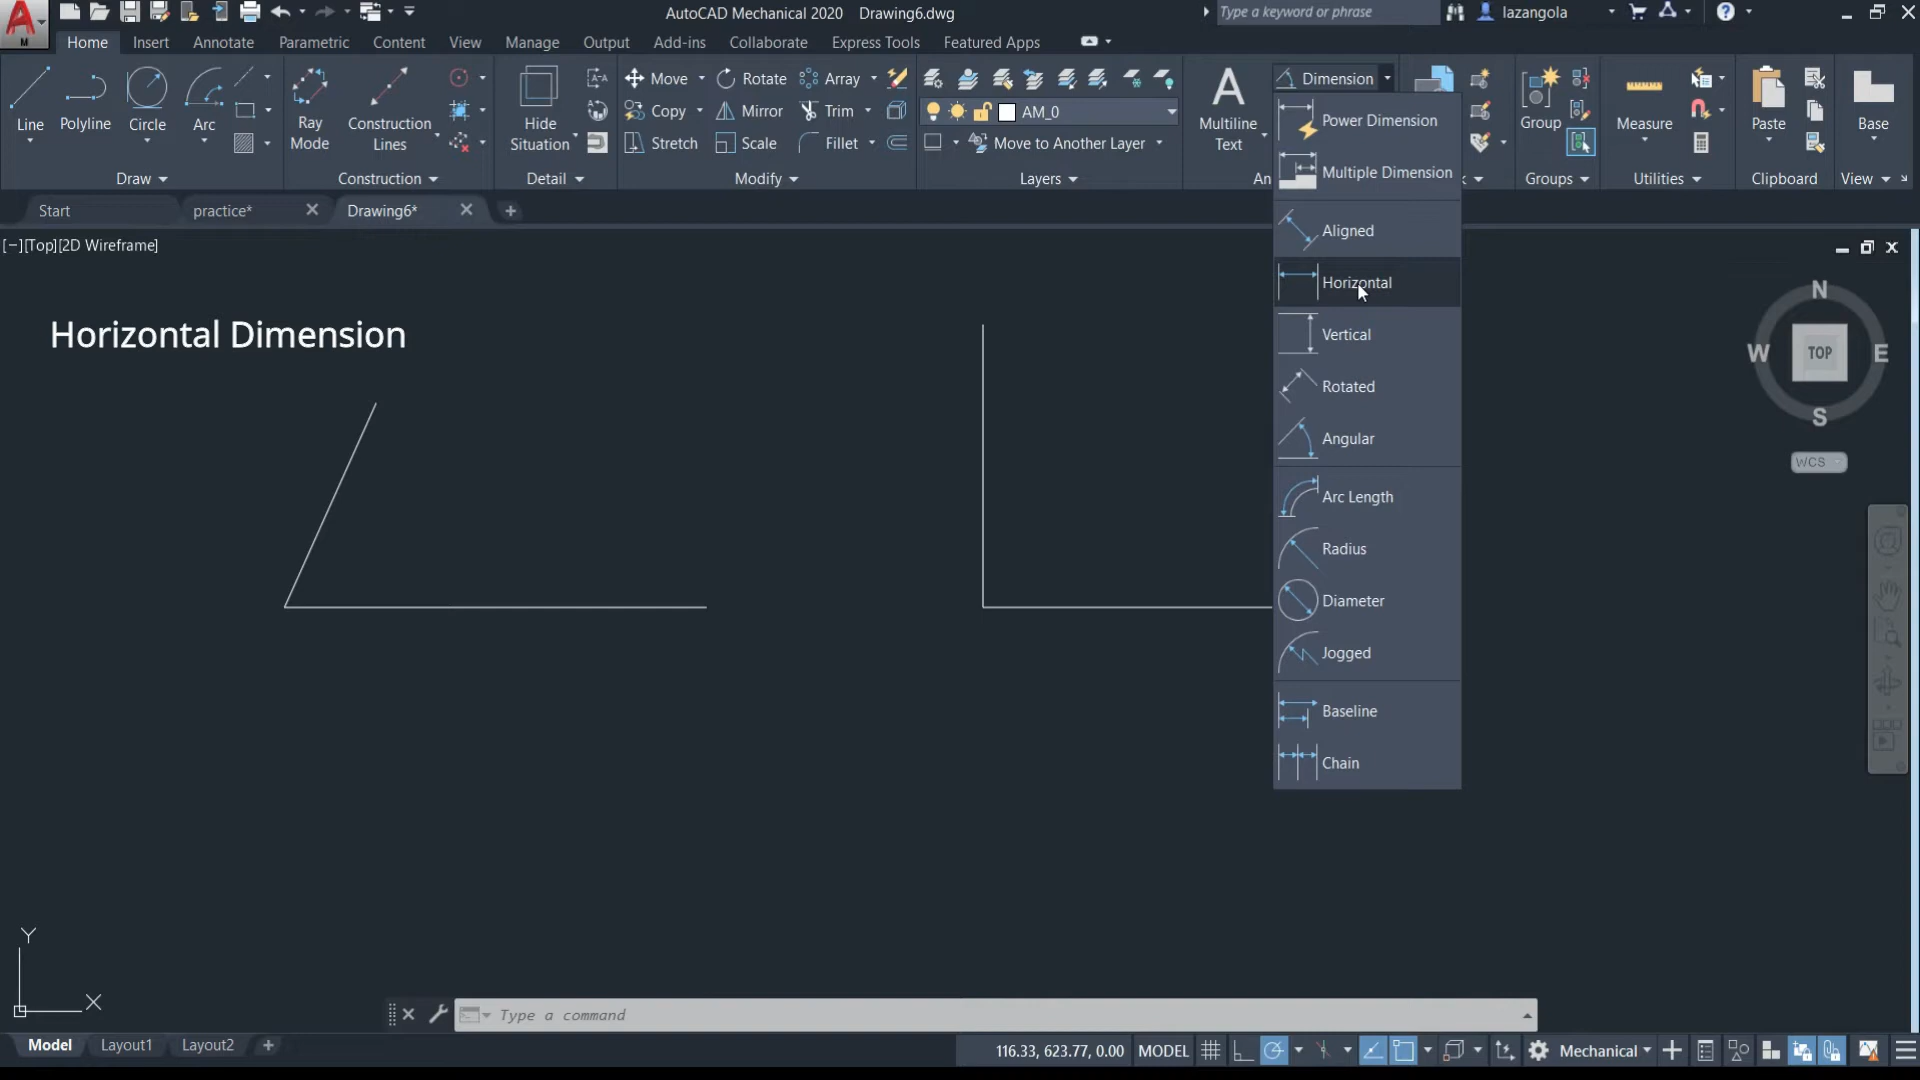 AutoCAD Mechanical 2020 Drawing6.dwg
Type a keyword or phrase
lazangola
Home Insert Annotate Parametric Content View Manage Output Add-ins Collaborate Express Tools Featured Apps
Line Polyline Circle Arc
Draw
Ray Mode
Construction Lines
Construction
Hide Situation
Detail
Move Rotate Array
Copy Mirror Trim
Stretch Scale Fillet
Modify
AM_0
Move to Another Layer
Layers
Multiline Text
An
Dimension
Group
Groups
Measure
Utilities
Paste
Clipboard
Base
View
Power Dimension
Multiple Dimension
Aligned
Horizontal
Vertical
Rotated
Angular
Arc Length
Radius
Diameter
Jogged
Baseline
Chain
Start practice* Drawing6*
[−][Top][2D Wireframe]
Horizontal Dimension
N
W TOP E
S
WCS
Y
X
Type a command
Model Layout1 Layout2
116.33, 623.77, 0.00 MODEL
Mechanical